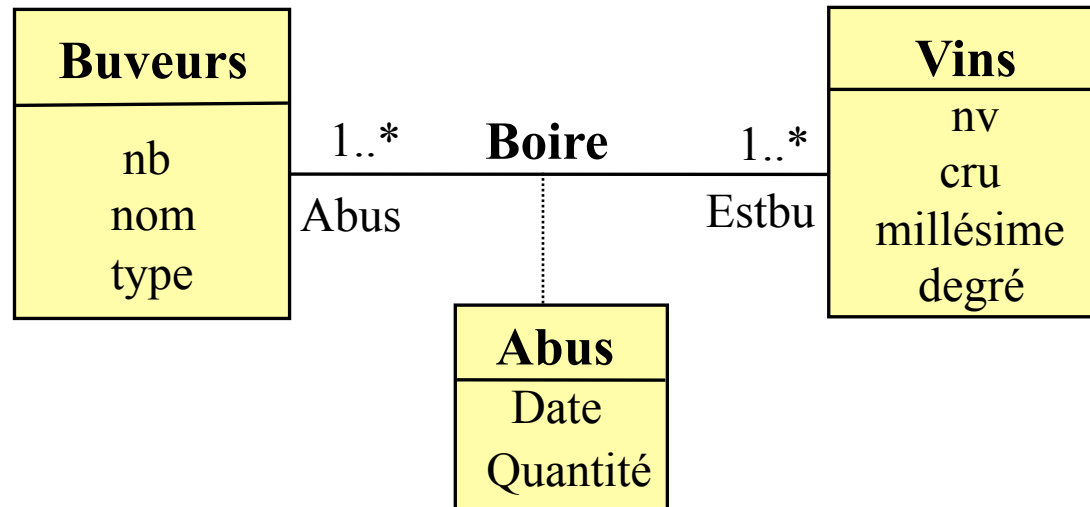 Buveurs
nb
nom
type
1..*
Abus
Boire
1..*
Estbu
Vins
nv
cru
millésime
degré
Abus
Date
Quantité